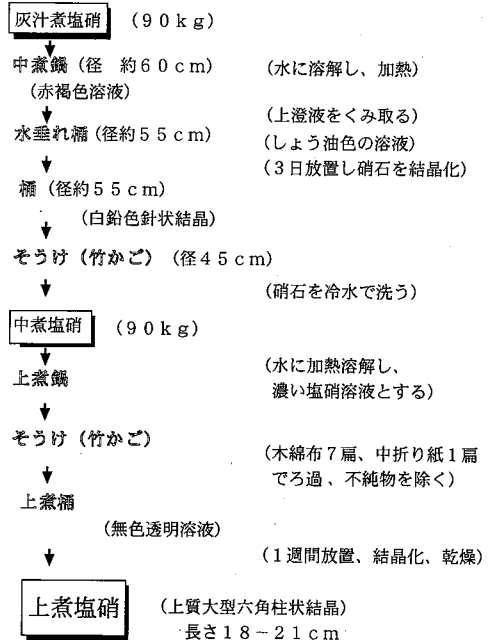 灰汁煮塩硝 (90kg)
中煮鍋(径 約60cm) (水に溶解し、加熱)
(赤褐色溶液)
(上澄液をくみ取る)
水垂れ桶(径約55cm) (しょう油色の溶液)
(3日放置し硝石を結晶化)
桶(径約55cm)
(白鉛色針状結晶)
そうけ(竹かご)(径45cm)
(硝石を冷水で洗う)
中煮塩硝 (90kg)
(水に加熱溶解し、
上煮鍋
濃い塩硝溶液とする)
そうけ(竹かご)
(木綿布7扁、中折り紙1扁
でろ過、不純物を除く)
上煮桶
(無色透明溶液)
(1週間放置、結晶化、乾燥)
上煮塩硝 (上質大型六角柱状結晶)
長さ18-21cm